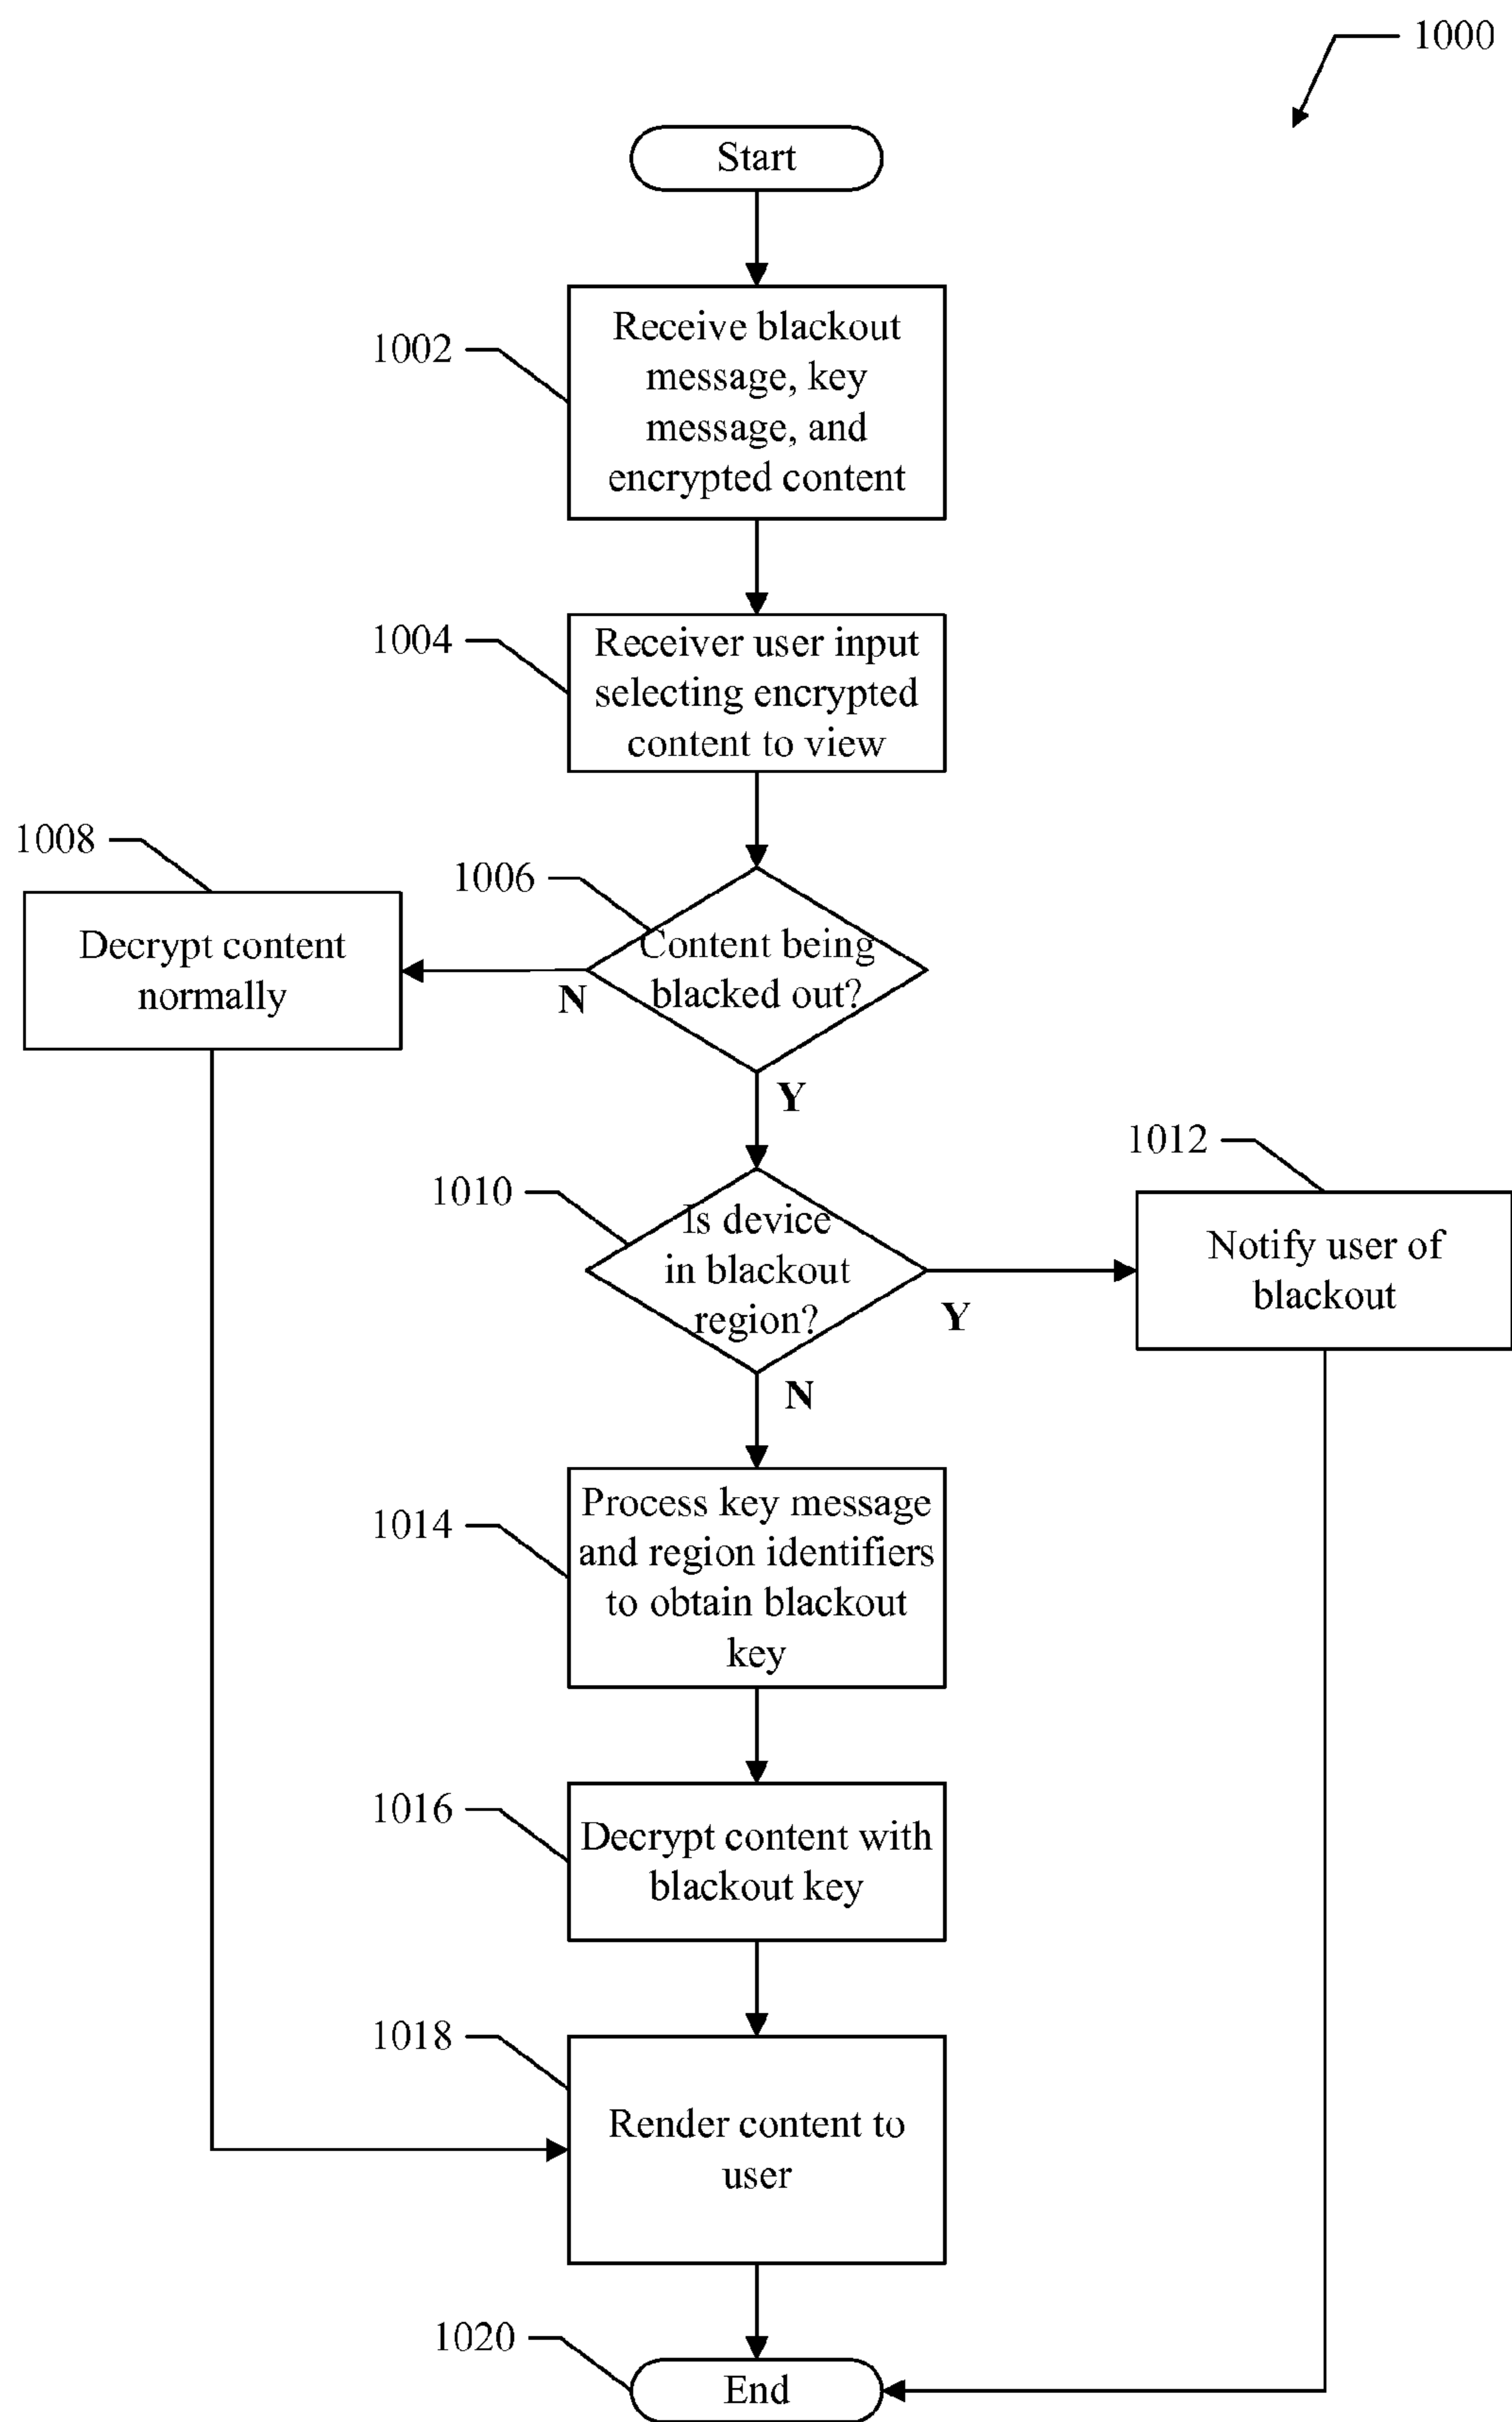 1000
Start
1002
Receive blackout
message, key
message, and
encrypted content
1004
Receiver user input
selecting encrypted
content to view
1008
Decrypt content
normally
1006
Content being
blacked out?
N
Y
1010
Is device
in blackout
region?
Y
N
1012
Notify user of
blackout
1014
Process key message
and region identifiers
to obtain blackout
key
1016
Decrypt content with
blackout key
1018
Render content to
user
1020
End